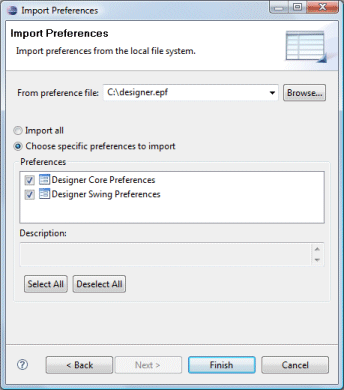 Import Preferences
Import Preferences
Import preferences from the local file system.
From preference file: C:\designer.epf Browse...
Import all
Choose specific preferences to import
Preferences
Designer Core Preferences
Designer Swing Preferences
Description:
Select All Deselect All
? < Back Next > Finish Cancel